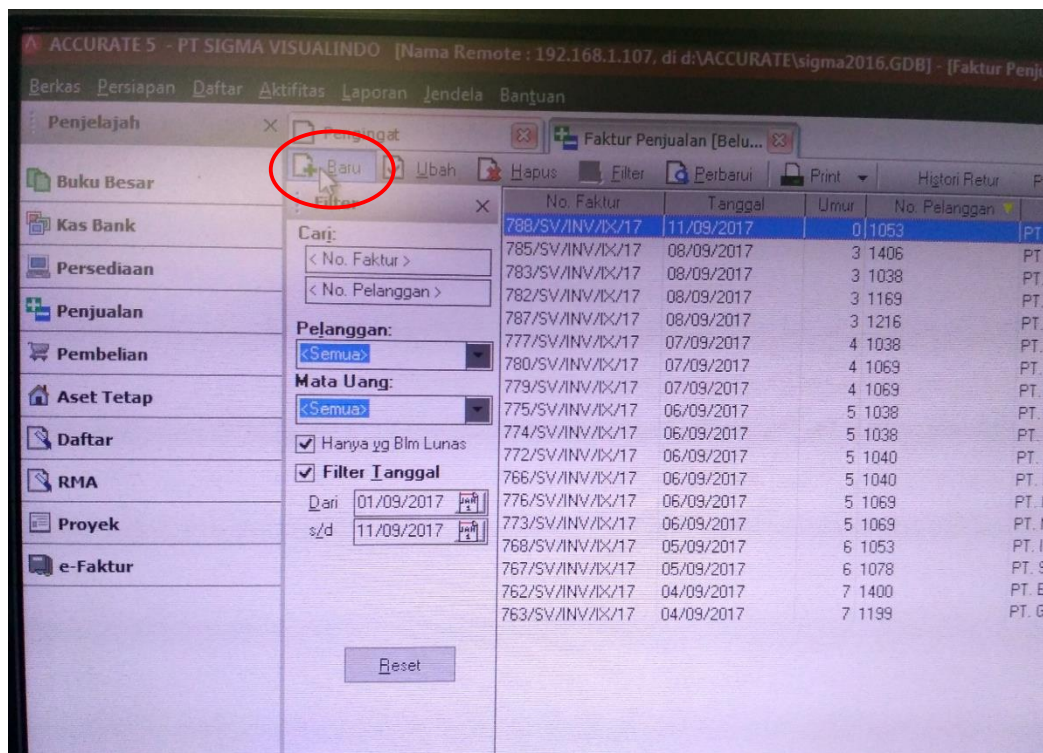 ACCURATE 5 - PT SIGMA VISUALINDO [Nama Remote : 192.168.1.107, di d:\ACCURATE\sigma2016.GDB] - [Faktur Penju
Berkas Persiapan Daftar Aktifitas Laporan Jendela Bantuan
Penjelajah
Pengingat
Faktur Penjualan [Belu...
Baru Ubah Hapus Filter Perbarui Print Histori Retur P
Buku Besar
Kas Bank
Persediaan
Penjualan
Pembelian
Aset Tetap
Daftar
RMA
Proyek
e-Faktur
Filter
Cari:
< No. Faktur >
< No. Pelanggan >
Pelanggan:
<Semua>
Mata Uang:
<Semua>
Hanya yg Blm Lunas
Filter Tanggal
Dari 01/09/2017
s/d 11/09/2017
Reset
No. Faktur Tanggal Umur No. Pelanggan
788/SV/INV/IX/17 11/09/2017 0 1053 PT
785/SV/INV/IX/17 08/09/2017 3 1406 PT.
783/SV/INV/IX/17 08/09/2017 3 1038 PT.
782/SV/INV/IX/17 08/09/2017 3 1169 PT.
787/SV/INV/IX/17 08/09/2017 3 1216 PT.
777/SV/INV/IX/17 07/09/2017 4 1038 PT.
780/SV/INV/IX/17 07/09/2017 4 1069 PT.
779/SV/INV/IX/17 07/09/2017 4 1069 PT.
775/SV/INV/IX/17 06/09/2017 5 1038 PT.
774/SV/INV/IX/17 06/09/2017 5 1038 PT.
772/SV/INV/IX/17 06/09/2017 5 1040 PT.
766/SV/INV/IX/17 06/09/2017 5 1040 PT.
776/SV/INV/IX/17 06/09/2017 5 1069 PT.
773/SV/INV/IX/17 06/09/2017 5 1069 PT.
768/SV/INV/IX/17 05/09/2017 6 1053 PT.
767/SV/INV/IX/17 05/09/2017 6 1078 PT. S
762/SV/INV/IX/17 04/09/2017 7 1400 PT. E
763/SV/INV/IX/17 04/09/2017 7 1199 PT. G